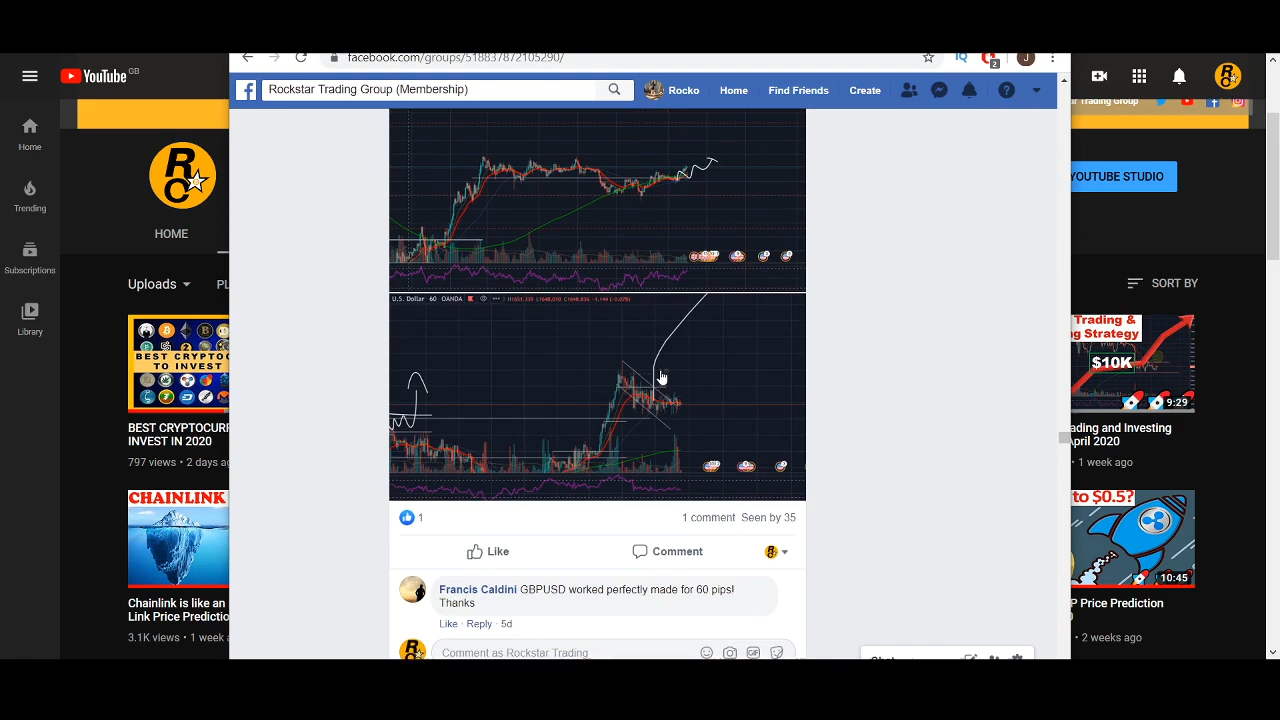 facebook.com/groups/518837872105290/
2
J
YouTube GB
Rockstar Trading Group (Membership)
Rocko
Home
Find Friends
Create
Home
Trending
Subscriptions
Library
HOME
YOUTUBE STUDIO
Uploads
SORT BY
U.S. Dollar 60 OANDA
BEST CRYPTO
TO INVEST
BEST CRYPTOCUR
INVEST IN 2020
797 views • 2 days
Trading &
g Strategy
$10K
9:29
ading and Investing
April 2020
1 week ago
CHAINLINK
Chainlink is like an
Link Price Predictio
3.1K views • 1 week
to $0.5?
10:45
P Price Prediction
2 weeks ago
1
1 comment Seen by 35
Like
Comment
Francis Caldini GBPUSD worked perfectly made for 60 pips!
Thanks
Like · Reply · 5d
Comment as Rockstar Trading
GIF